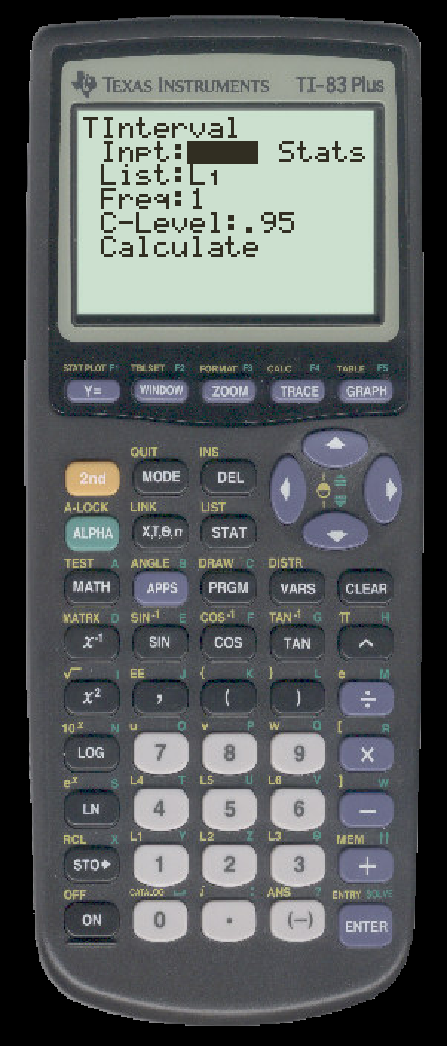 TEXAS INSTRUMENTS TI-83 Plus
TInterval
Inpt: Stats
List:L1
Freq:1
C-Level:.95
Calculate
STAT PLOT F1 TBLSET F2 FORMAT F3 CALC F4 TABLE F5
Y= WINDOW ZOOM TRACE GRAPH
QUIT INS
2nd MODE DEL
A-LOCK LINK LIST
ALPHA X,T,θ,n STAT
TEST A ANGLE B DRAW C DISTR
MATH APPS PRGM VARS CLEAR
MATRX D SIN⁻¹ E COS⁻¹ F TAN⁻¹ G π H
x⁻¹ SIN COS TAN ^
√ I EE J { K } L e M
x² , ( ) ÷
10ˣ N u O v P w Q [ R
LOG 7 8 9 ×
eˣ S L4 T L5 U L6 V ] W
LN 4 5 6 −
RCL X L1 Y L2 Z L3 θ MEM "
STO▸ 1 2 3 +
OFF CATALOG i : ANS ? ENTRY SOLVE
ON 0 . (−) ENTER